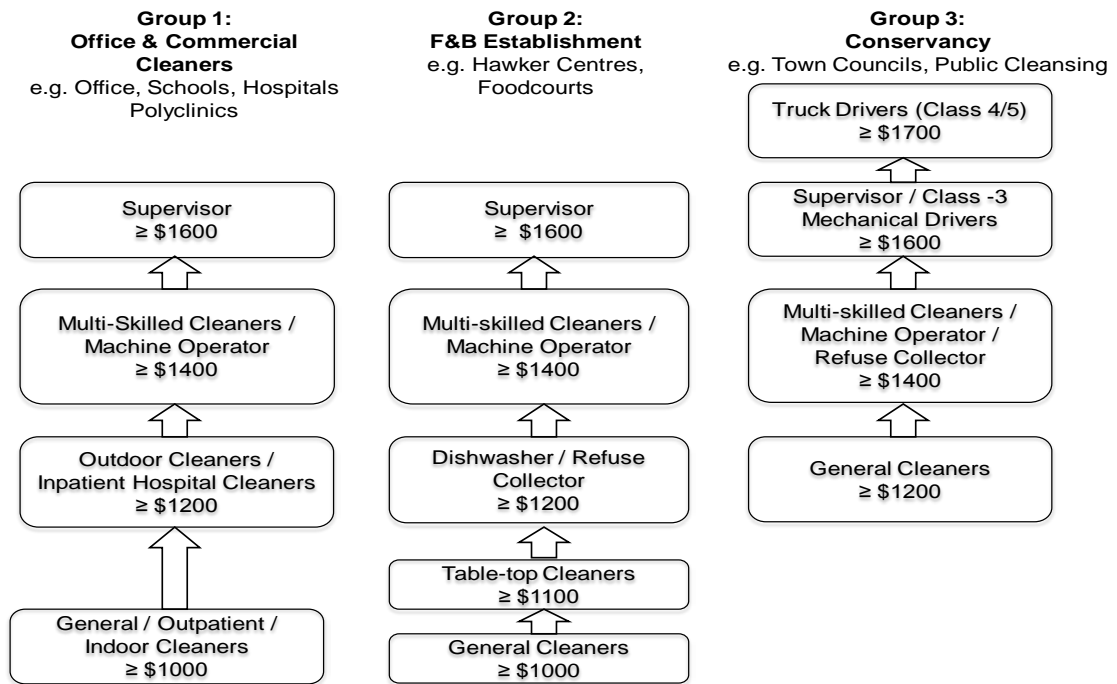 Group 1:
Office & Commercial
Cleaners
e.g. Office, Schools, Hospitals
Polyclinics
Supervisor
≥ $1600
Multi-Skilled Cleaners /
Machine Operator
≥ $1400
Outdoor Cleaners /
Inpatient Hospital Cleaners
≥ $1200
General / Outpatient /
Indoor Cleaners
≥ $1000
Group 2:
F&B Establishment
e.g. Hawker Centres,
Foodcourts
Supervisor
≥ $1600
Multi-skilled Cleaners /
Machine Operator
≥ $1400
Dishwasher / Refuse
Collector
≥ $1200
Table-top Cleaners
≥ $1100
General Cleaners
≥ $1000
Group 3:
Conservancy
e.g. Town Councils, Public Cleansing
Truck Drivers (Class 4/5)
≥ $1700
Supervisor / Class -3
Mechanical Drivers
≥ $1600
Multi-skilled Cleaners /
Machine Operator /
Refuse Collector
≥ $1400
General Cleaners
≥ $1200